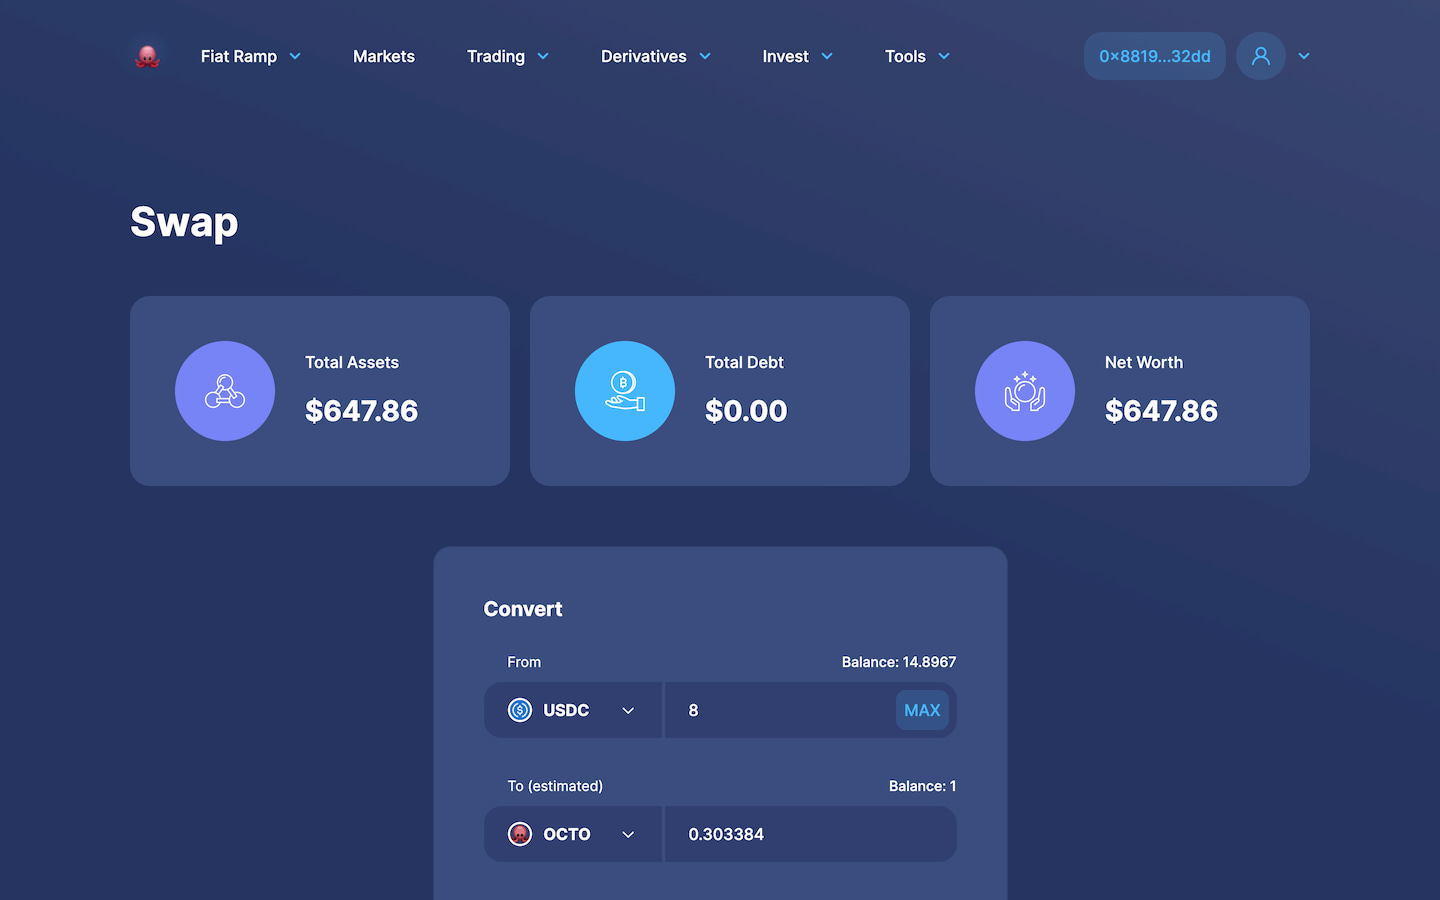 Fiat Ramp Markets Trading Derivatives Invest Tools 0×8819...32dd
Swap
Total Assets
$647.86
Total Debt
$0.00
Net Worth
$647.86
Convert
From Balance: 14.8967
USDC 8 MAX
To (estimated) Balance: 1
OCTO 0.303384